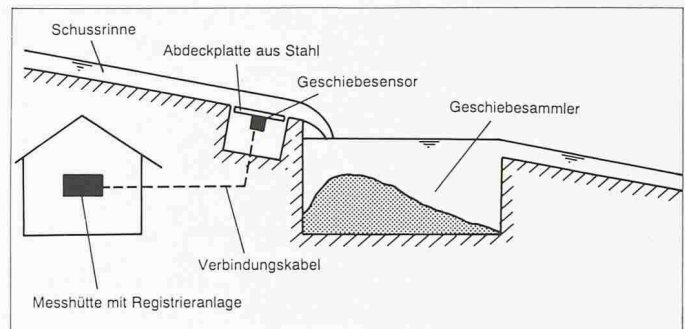 Schussrinne
Abdeckplatte aus Stahl
Geschiebesensor
Geschiebesammler
Verbindungskabel
Messhütte mit Registrieranlage